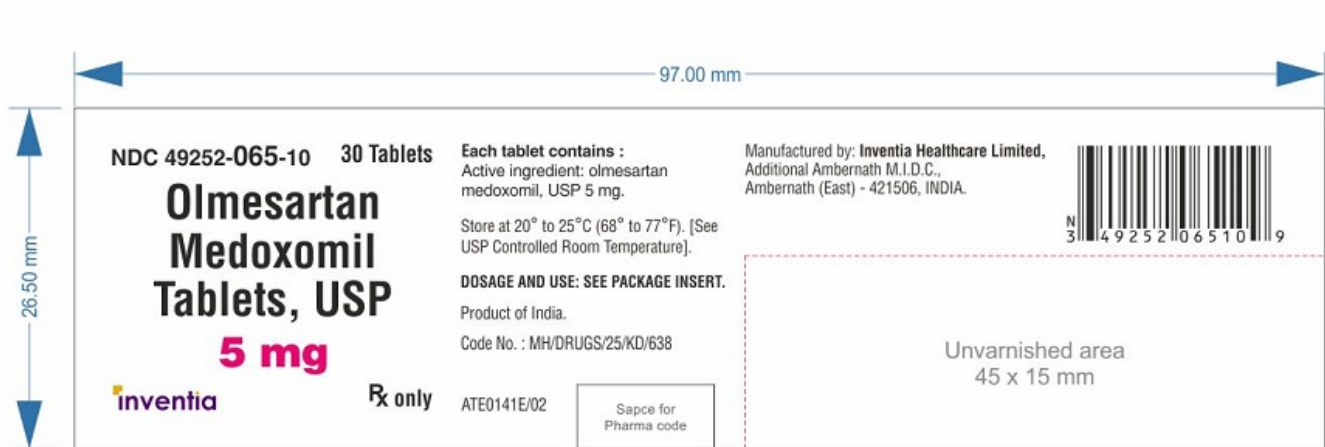 97.00 mm
26.50 mm
NDC 49252-065-10 30 Tablets
Olmesartan
Medoxomil
Tablets, USP
5 mg
inventia
Rx only
Each tablet contains :
Active ingredient: olmesartan
medoxomil, USP 5 mg.
Store at 20° to 25°C (68° to 77°F). [See
USP Controlled Room Temperature].
DOSAGE AND USE: SEE PACKAGE INSERT.
Product of India.
Code No. : MH/DRUGS/25/KD/638
ATE0141E/02
Sapce for
Pharma code
Manufactured by: Inventia Healthcare Limited,
Additional Ambernath M.I.D.C.,
Ambernath (East) - 421506, INDIA.
N
3 49252 06510 9
Unvarnished area
45 x 15 mm